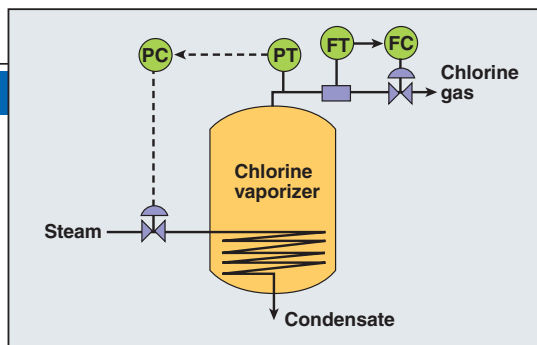 PC
PT
FT
FC
Chlorine
gas
Chlorine
vaporizer
Steam
Condensate